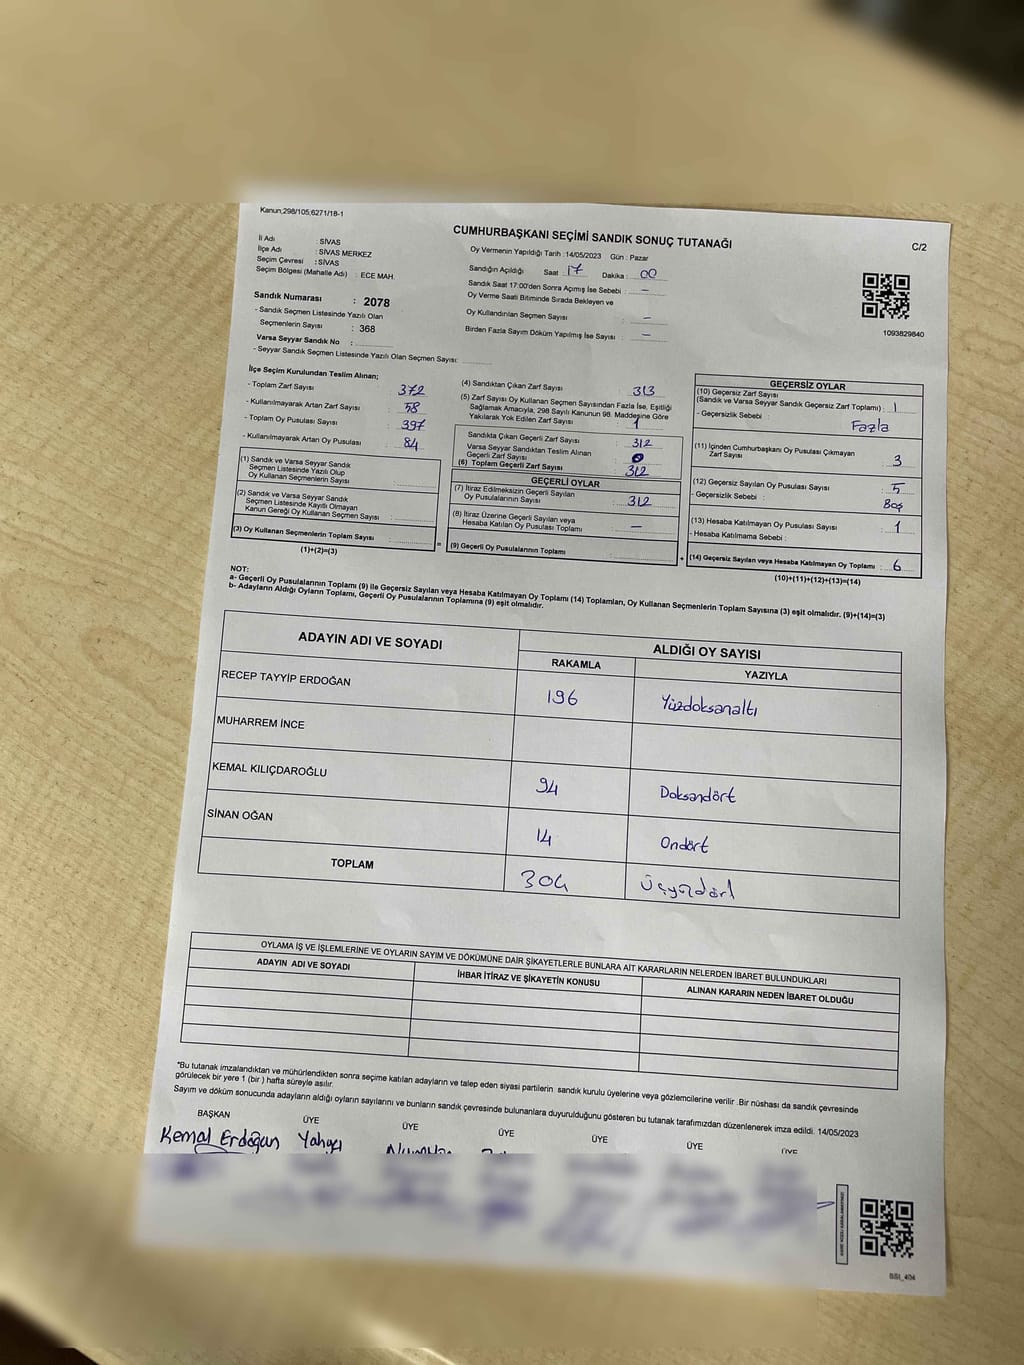 Kanun;298/105,6271/18-1
CUMHURBAŞKANI SEÇİMİ SANDIK SONUÇ TUTANAĞI
C/2
İl Adı : SİVAS
İlçe Adı : SİVAS MERKEZ
Seçim Çevresi : SİVAS
Seçim Bölgesi (Mahalle Adı) : ECE MAH.
Sandık Numarası : 2078
- Sandık Seçmen Listesinde Yazılı Olan
Seçmenlerin Sayısı : 368
Varsa Seyyar Sandık No :
- Seyyar Sandık Seçmen Listesinde Yazılı Olan Seçmen Sayısı:
Oy Vermenin Yapıldığı Tarih :14/05/2023 Gün : Pazar
Sandığın Açıldığı Saat : 17 Dakika : 00
Sandık Saat 17:00'den Sonra Açılmış İse Sebebi : -
Oy Verme Saati Bitiminde Sırada Bekleyen ve
Oy Kullandırılan Seçmen Sayısı : -
Birden Fazla Sayım Döküm Yapılmış İse Sayısı : -
1093829840
İlçe Seçim Kurulundan Teslim Alınan;
- Toplam Zarf Sayısı 372
- Kullanılmayarak Artan Zarf Sayısı 58
- Toplam Oy Pusulası Sayısı 397
- Kullanılmayarak Artan Oy Pusulası 84
(1) Sandık ve Varsa Seyyar Sandık
Seçmen Listesinde Yazılı Olup
Oy Kullanan Seçmenlerin Sayısı :
(2) Sandık ve Varsa Seyyar Sandık
Seçmen Listesinde Kayıtlı Olmayan
Kanun Gereği Oy Kullanan Seçmen Sayısı :
(3) Oy Kullanan Seçmenlerin Toplam Sayısı :
(1)+(2)=(3)
=
(4) Sandıktan Çıkan Zarf Sayısı : 313
(5) Zarf Sayısı Oy Kullanan Seçmen Sayısından Fazla İse, Eşitliği
Sağlamak Amacıyla, 298 Sayılı Kanunun 98. Maddesine Göre
Yakılarak Yok Edilen Zarf Sayısı : 1
Sandıkta Çıkan Geçerli Zarf Sayısı : 312
Varsa Seyyar Sandıktan Teslim Alınan
Geçerli Zarf Sayısı : 0
(6) Toplam Geçerli Zarf Sayısı : 312
GEÇERLİ OYLAR
(7) İtiraz Edilmeksizin Geçerli Sayılan
Oy Pusulalarının Sayısı : 312
(8) İtiraz Üzerine Geçerli Sayılan veya
Hesaba Katılan Oy Pusulası Toplamı : -
(9) Geçerli Oy Pusulalarının Toplamı :
+
GEÇERSİZ OYLAR
(10) Geçersiz Zarf Sayısı
(Sandık ve Varsa Seyyar Sandık Geçersiz Zarf Toplamı) : 1
- Geçersizlik Sebebi : Fazla
(11) İçinden Cumhurbaşkanı Oy Pusulası Çıkmayan
Zarf Sayısı : 3
(12) Geçersiz Sayılan Oy Pusulası Sayısı : 5
- Geçersizlik Sebebi : Boş
(13) Hesaba Katılmayan Oy Pusulası Sayısı : 1
- Hesaba Katılmama Sebebi :
(14) Geçersiz Sayılan veya Hesaba Katılmayan Oy Toplamı : 6
(10)+(11)+(12)+(13)=(14)
NOT:
a- Geçerli Oy Pusulalarının Toplamı (9) ile Geçersiz Sayılan veya Hesaba Katılmayan Oy Toplamı (14) Toplamları, Oy Kullanan Seçmenlerin Toplam Sayısına (3) eşit olmalıdır. (9)+(14)=(3)
b- Adayların Aldığı Oyların Toplamı, Geçerli Oy Pusulalarının Toplamına (9) eşit olmalıdır.
ADAYIN ADI VE SOYADI
ALDIĞI OY SAYISI
RAKAMLA YAZIYLA
RECEP TAYYİP ERDOĞAN 196 Yüzdoksanaltı
MUHARREM İNCE
KEMAL KILIÇDAROĞLU 94 Doksandört
SİNAN OĞAN 14 Ondört
TOPLAM 304 Üçyüzdört
OYLAMA İŞ VE İŞLEMLERİNE VE OYLARIN SAYIM VE DÖKÜMÜNE DAİR ŞİKAYETLERLE BUNLARA AİT KARARLARIN NELERDEN İBARET BULUNDUKLARI
ADAYIN ADI VE SOYADI İHBAR İTİRAZ VE ŞİKAYETİN KONUSU ALINAN KARARIN NEDEN İBARET OLDUĞU
*Bu tutanak imzalandıktan ve mühürlendikten sonra seçime katılan adayların ve talep eden siyasi partilerin sandık kurulu üyelerine veya gözlemcilerine verilir .Bir nüshası da sandık çevresinde
görülecek bir yere 1 (bir ) hafta süreyle asılır.
Sayım ve döküm sonucunda adayların aldığı oyların sayılarını ve bunların sandık çevresinde bulunanlara duyurulduğunu gösteren bu tutanak tarafımızdan düzenlenerek imza edildi. 14/05/2023
BAŞKAN ÜYE ÜYE ÜYE ÜYE ÜYE ÜYE
Kemal Erdoğan